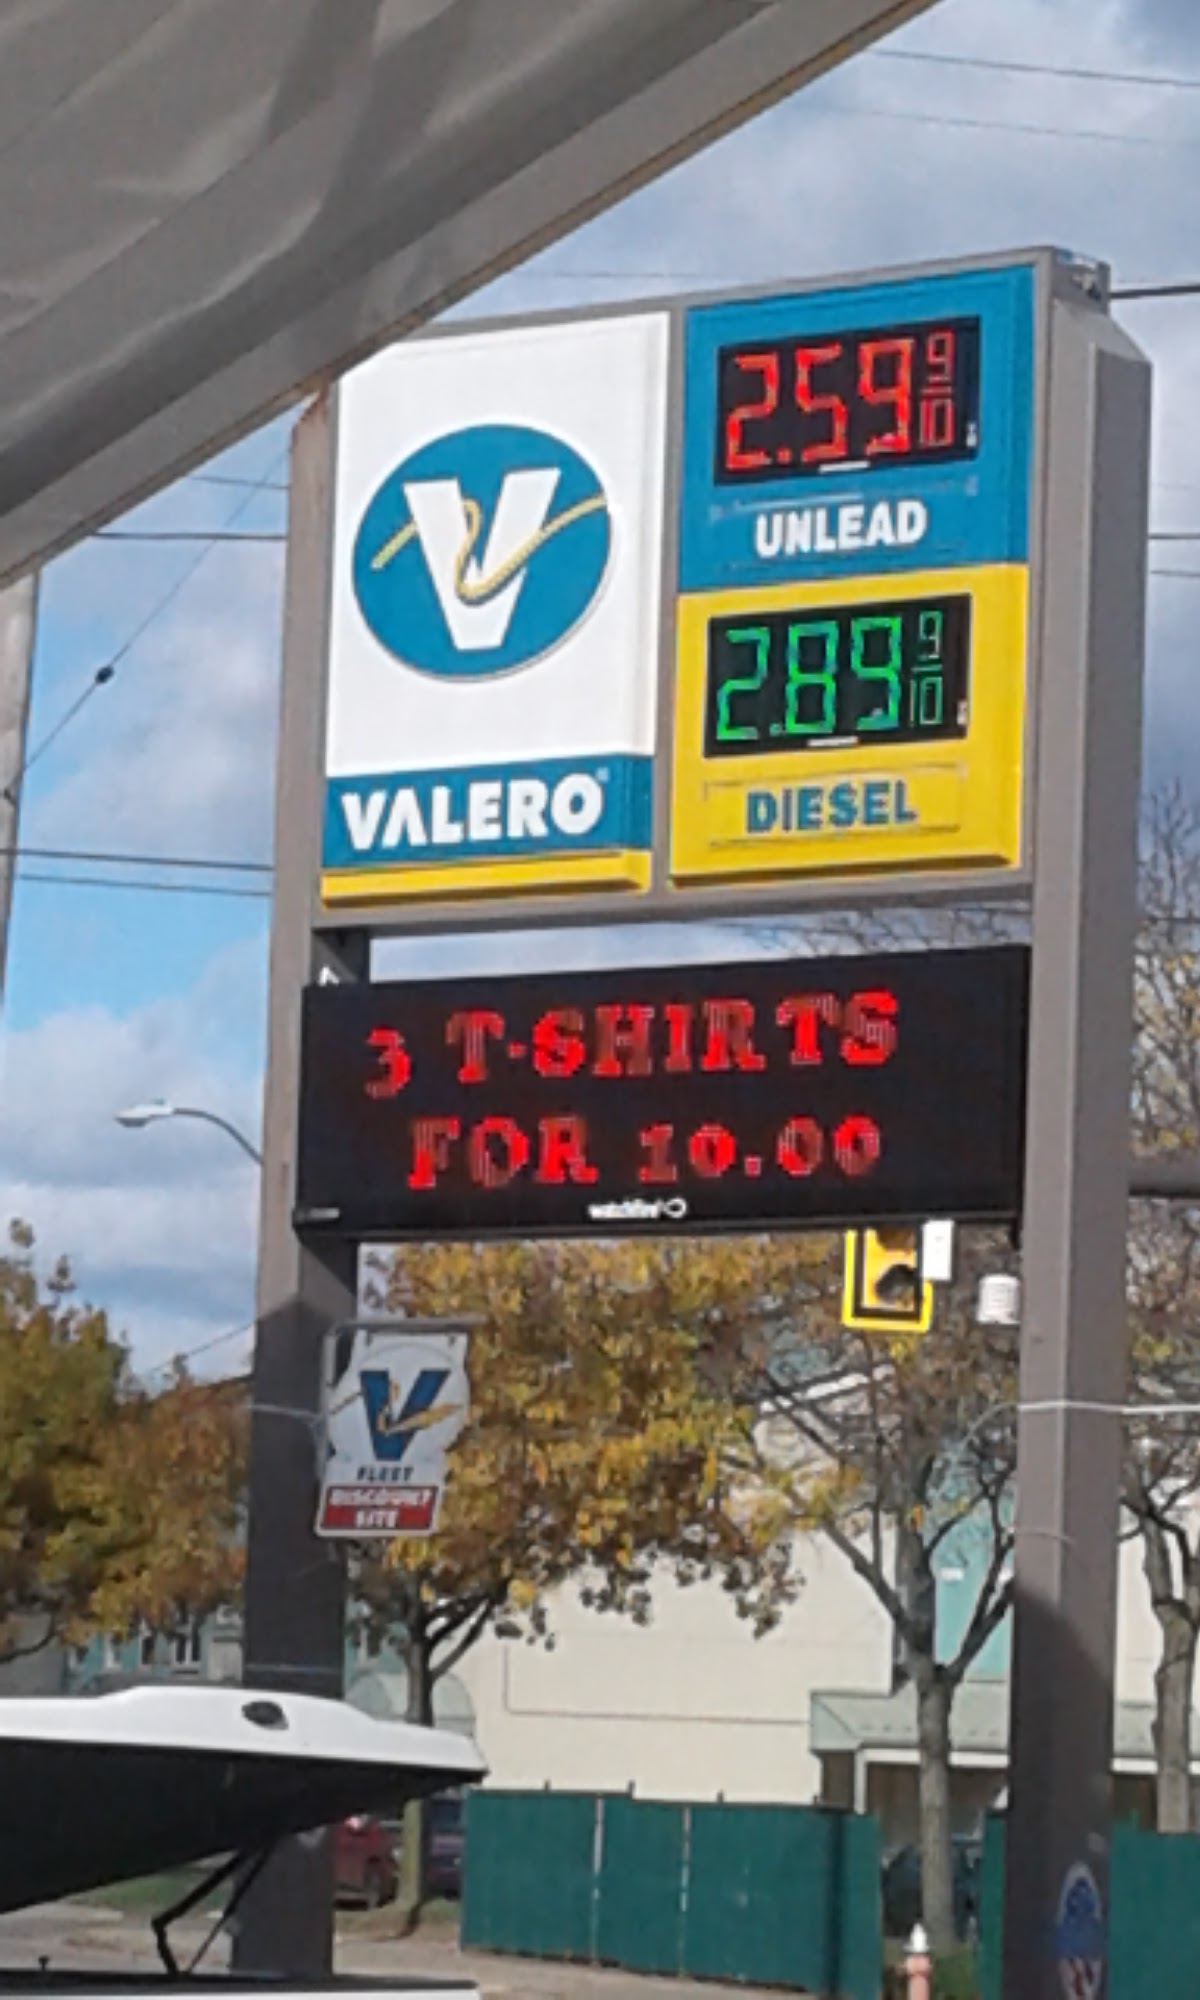 2.59 9/10
UNLEAD
2.89 9/10
DIESEL
VALERO®
3 T-SHIRTS
FOR 10.00
watchfire
V
FLEET
DISCOUNT
SITE